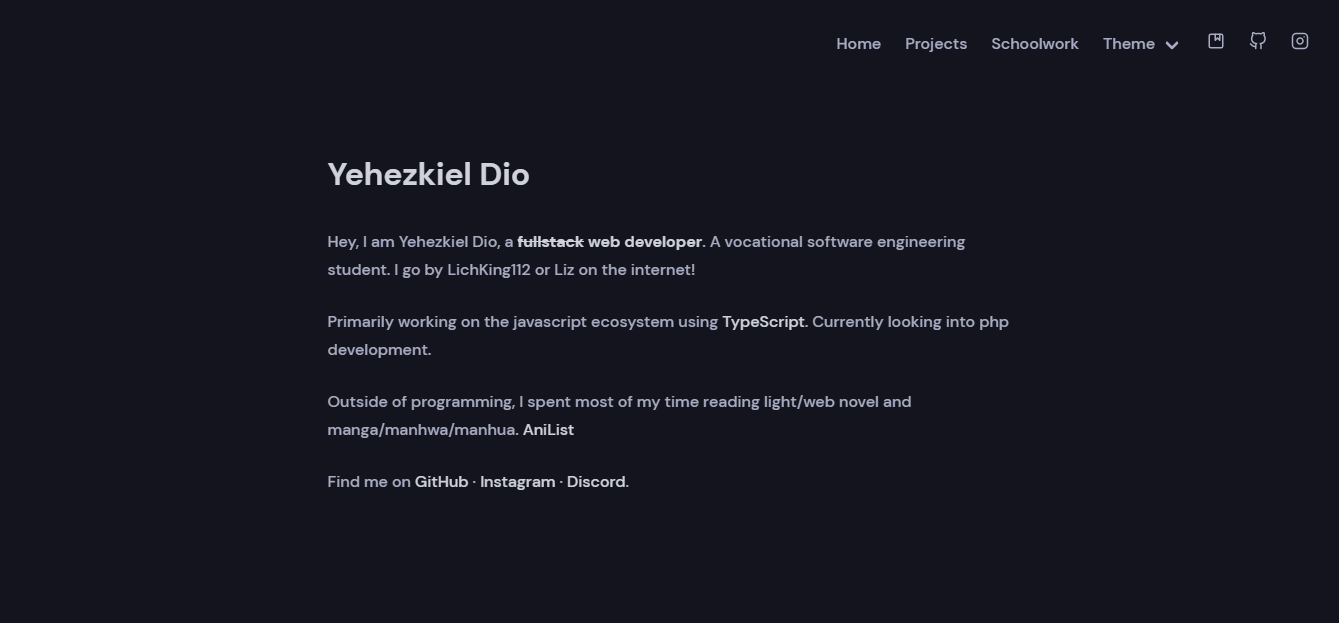 Home Projects Schoolwork Theme
Yehezkiel Dio
Hey, I am Yehezkiel Dio, a fullstack web developer. A vocational software engineering
student. I go by LichKing112 or Liz on the internet!
Primarily working on the javascript ecosystem using TypeScript. Currently looking into php
development.
Outside of programming, I spent most of my time reading light/web novel and
manga/manhwa/manhua. AniList
Find me on GitHub · Instagram · Discord.